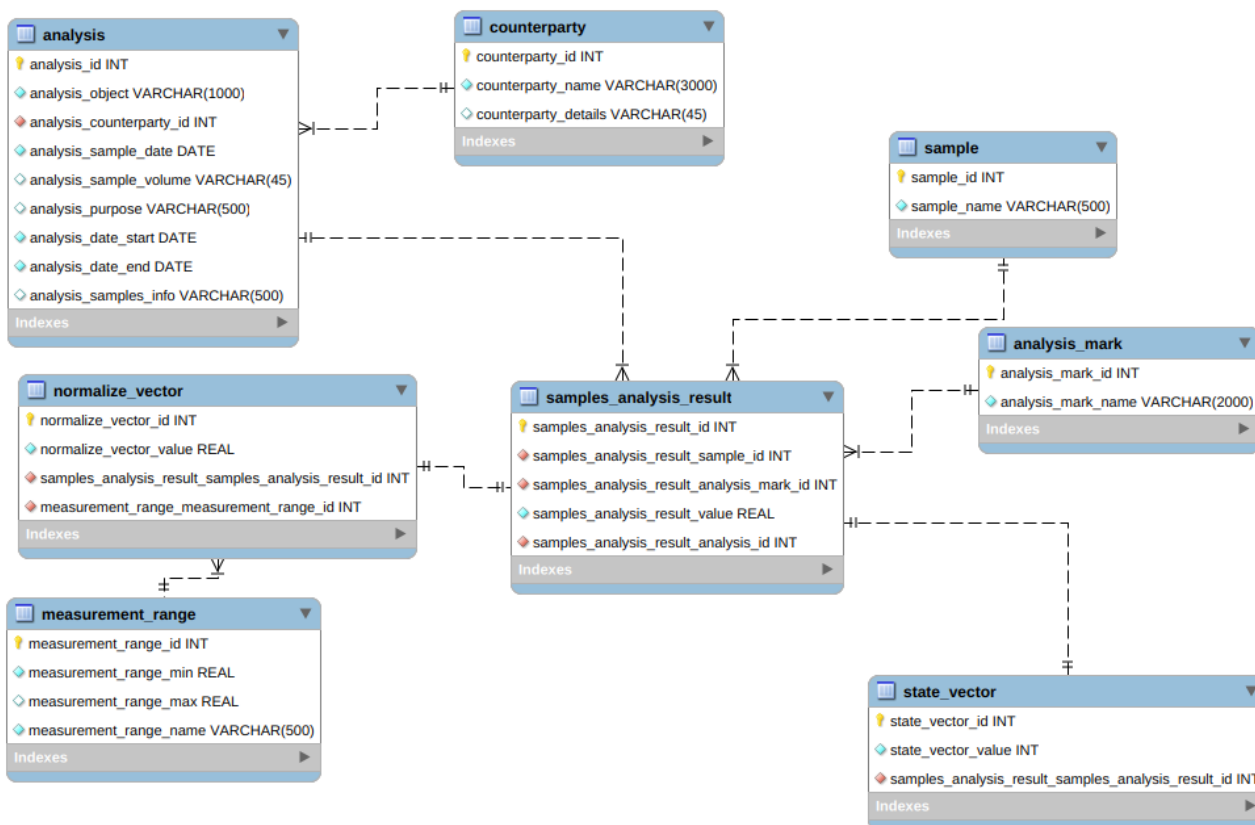 analysis
analysis_id INT
analysis_object VARCHAR(1000)
analysis_counterparty_id INT
analysis_sample_date DATE
analysis_sample_volume VARCHAR(45)
analysis_purpose VARCHAR(500)
analysis_date_start DATE
analysis_date_end DATE
analysis_samples_info VARCHAR(500)
Indexes
counterparty
counterparty_id INT
counterparty_name VARCHAR(3000)
counterparty_details VARCHAR(45)
Indexes
sample
sample_id INT
sample_name VARCHAR(500)
Indexes
analysis_mark
analysis_mark_id INT
analysis_mark_name VARCHAR(2000)
Indexes
normalize_vector
normalize_vector_id INT
normalize_vector_value REAL
samples_analysis_result_samples_analysis_result_id INT
measurement_range_measurement_range_id INT
Indexes
samples_analysis_result
samples_analysis_result_id INT
samples_analysis_result_sample_id INT
samples_analysis_result_analysis_mark_id INT
samples_analysis_result_value REAL
samples_analysis_result_analysis_id INT
Indexes
measurement_range
measurement_range_id INT
measurement_range_min REAL
measurement_range_max REAL
measurement_range_name VARCHAR(500)
Indexes
state_vector
state_vector_id INT
state_vector_value INT
samples_analysis_result_samples_analysis_result_id INT
Indexes